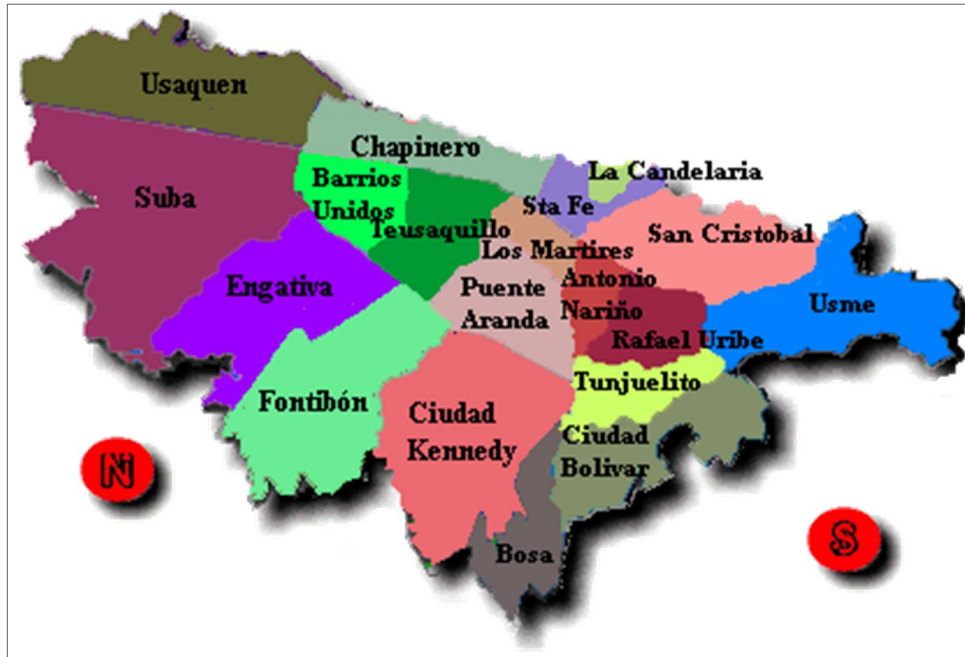 Usaquen
Chapinero
La Candelaria
Suba
Barrios
Unidos
Sta Fe
Teusaquillo
San Cristobal
Los Martires
Engativa
Puente
Aranda
Antonio
Nariño
Usme
Rafael Uribe
Fontibón
Tunjuelito
Ciudad
Kennedy
Ciudad
Bolivar
N
S
Bosa